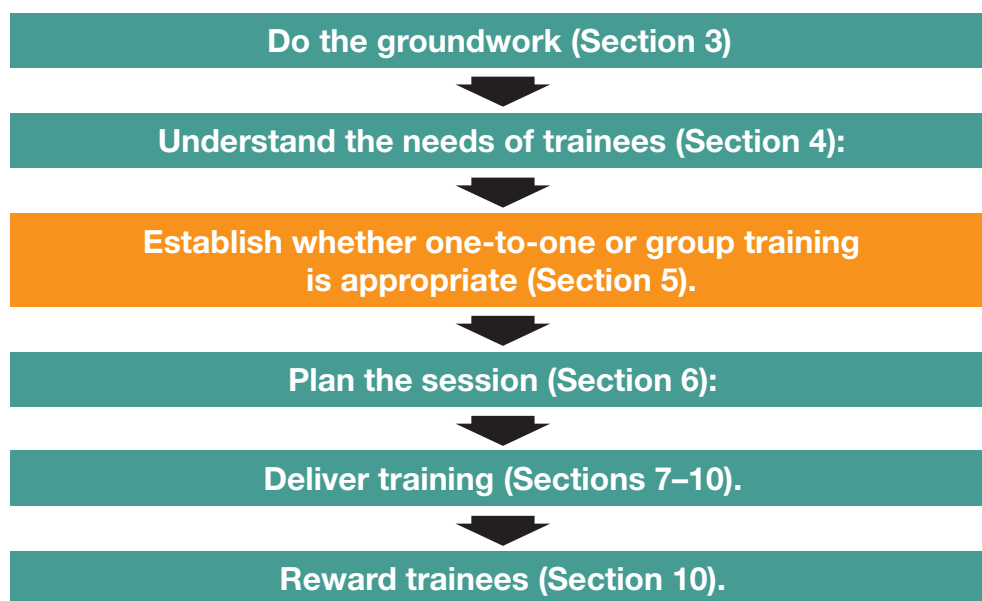 Do the groundwork (Section 3)
Understand the needs of trainees (Section 4):
Establish whether one-to-one or group training
is appropriate (Section 5).
Plan the session (Section 6):
Deliver training (Sections 7–10).
Reward trainees (Section 10).